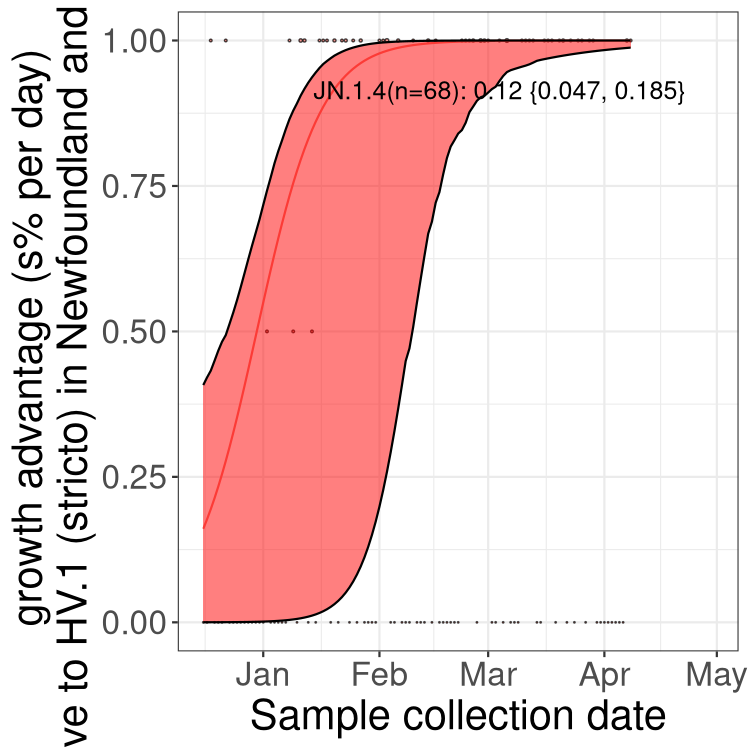 growth advantage (s% per day)
ve to HV.1 (stricto) in Newfoundland and
1.00
0.75
0.50
0.25
0.00
JN.1.4(n=68): 0.12 {0.047, 0.185}
Jan Feb Mar Apr May
Sample collection date